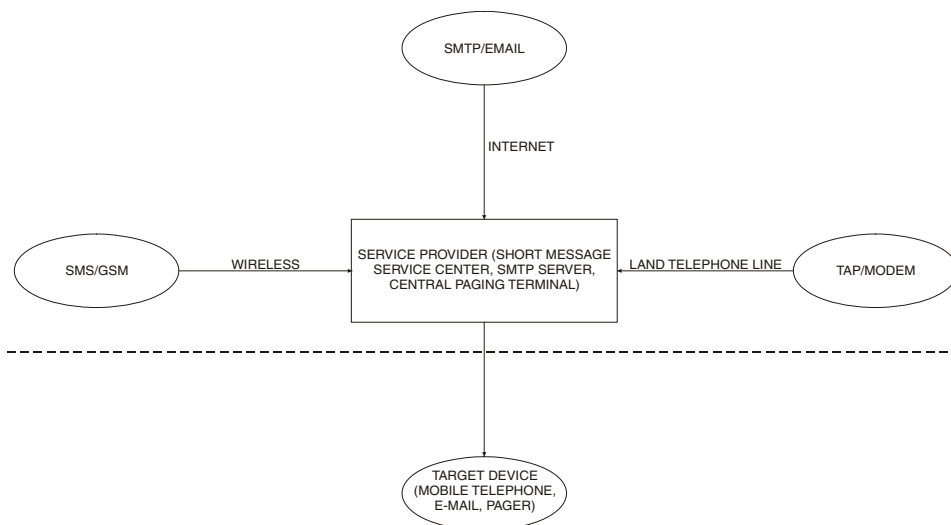 SMTP/EMAIL
INTERNET
SERVICE PROVIDER (SHORT MESSAGE
SERVICE CENTER, SMTP SERVER,
CENTRAL PAGING TERMINAL)
SMS/GSM
WIRELESS
LAND TELEPHONE LINE
TAP/MODEM
TARGET DEVICE
(MOBILE TELEPHONE,
E-MAIL, PAGER)